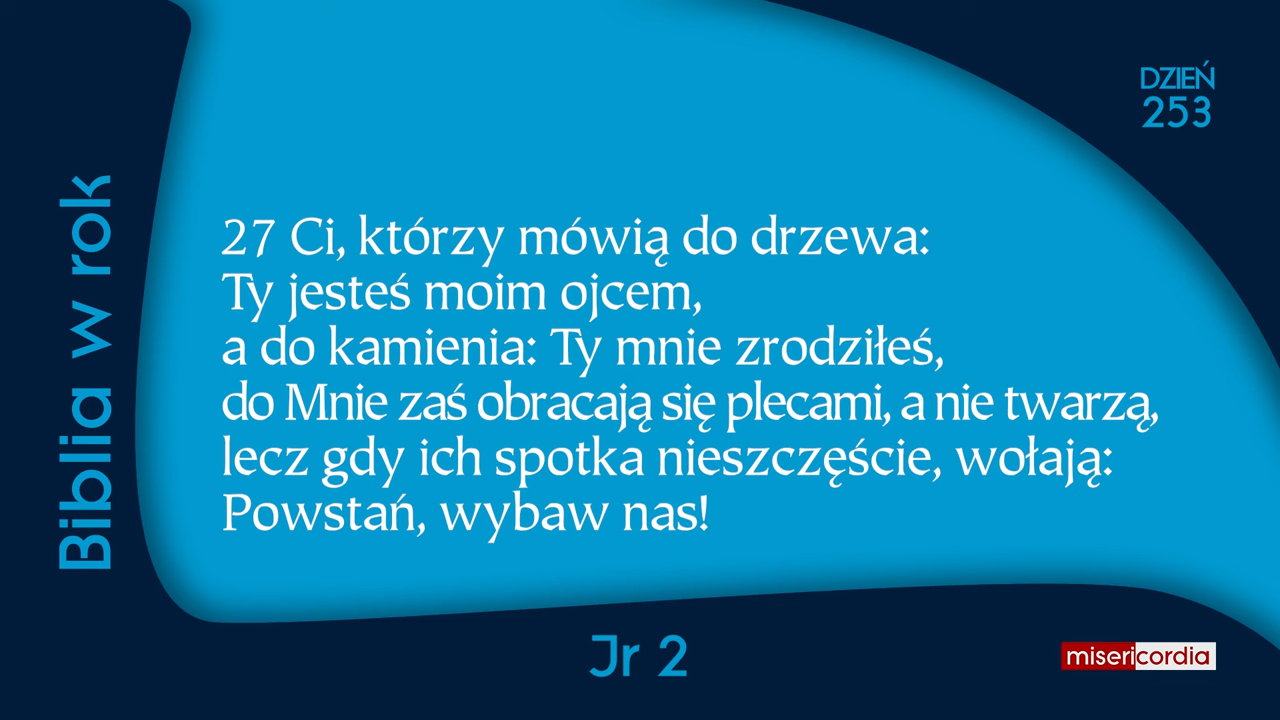 DZIEŃ
253
Biblia w rok
27 Ci, którzy mówią do drzewa:
Ty jesteś moim ojcem,
a do kamienia: Ty mnie zrodziłeś,
do Mnie zaś obracają się plecami, a nie twarzą,
lecz gdy ich spotka nieszczęście, wołają:
Powstań, wybaw nas!
Jr 2
misericordia